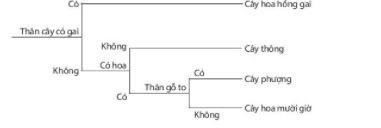 Có
Cây hoa hồng gai
Thân cây có gai
Không
Cây thông
Không
Có hoa
Có
Cây phượng
Thân gỗ to
Có
Không
Cây hoa mười giờ